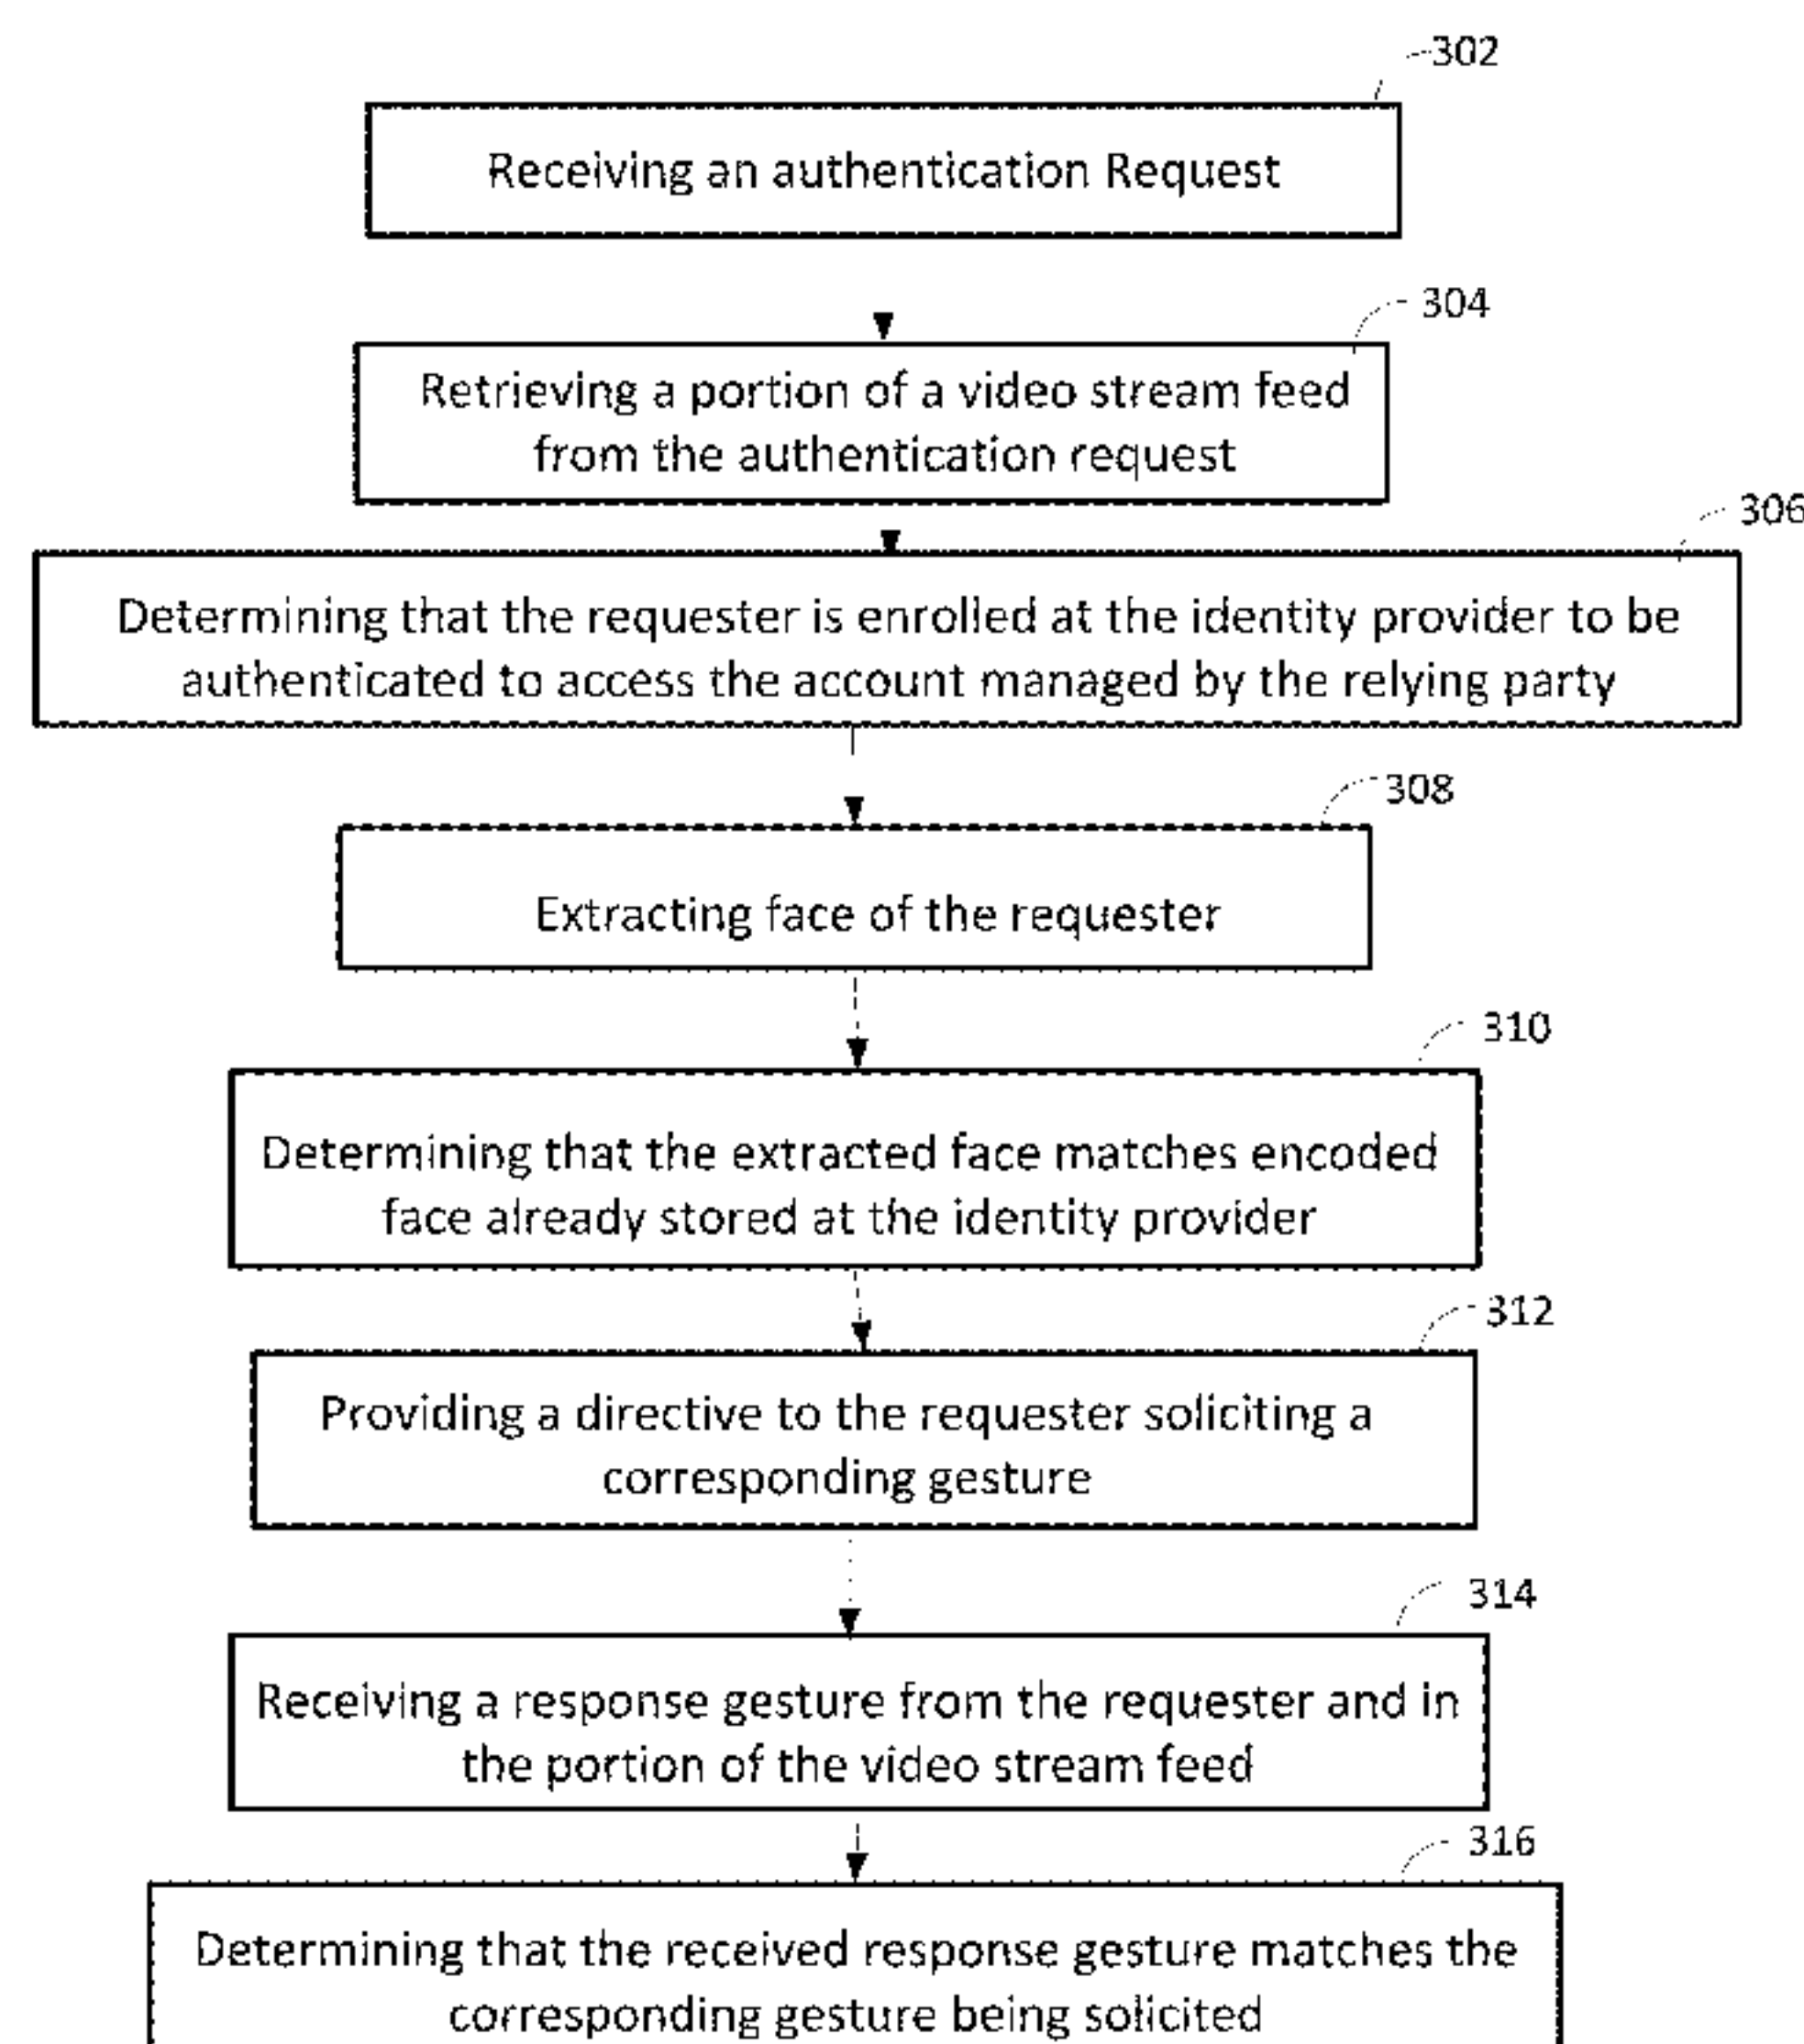 302
Receiving an authentication Request
304
Retrieving a portion of a video stream feed
from the authentication request
306
Determining that the requester is enrolled at the identity provider to be
authenticated to access the account managed by the relying party
308
Extracting face of the requester
310
Determining that the extracted face matches encoded
face already stored at the identity provider
312
Providing a directive to the requester soliciting a
corresponding gesture
314
Receiving a response gesture from the requester and in
the portion of the video stream feed
316
Determining that the received response gesture matches the
corresponding gesture being solicited